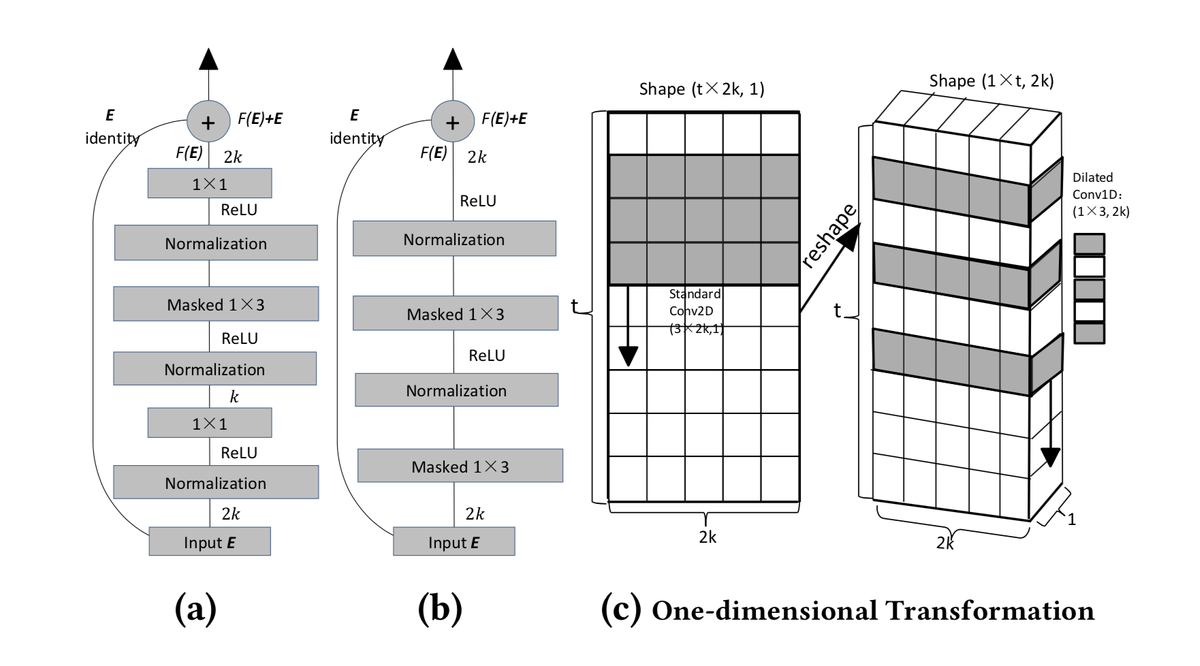 E
identity
+
F(E)+E
F(E)
2k
1×1
ReLU
Normalization
Masked 1×3
ReLU
Normalization
k
1×1
ReLU
Normalization
2k
Input E
(a)
E
identity
+
F(E)+E
F(E)
2k
ReLU
Normalization
Masked 1×3
ReLU
Normalization
Masked 1×3
2k
Input E
(b)
Shape (t×2k, 1)
t
Standard
Conv2D
(3×2k,1)
2k
reshape
Shape (1×t, 2k)
t
Dilated
Conv1D:
(1×3, 2k)
2k
1
(c) One-dimensional Transformation